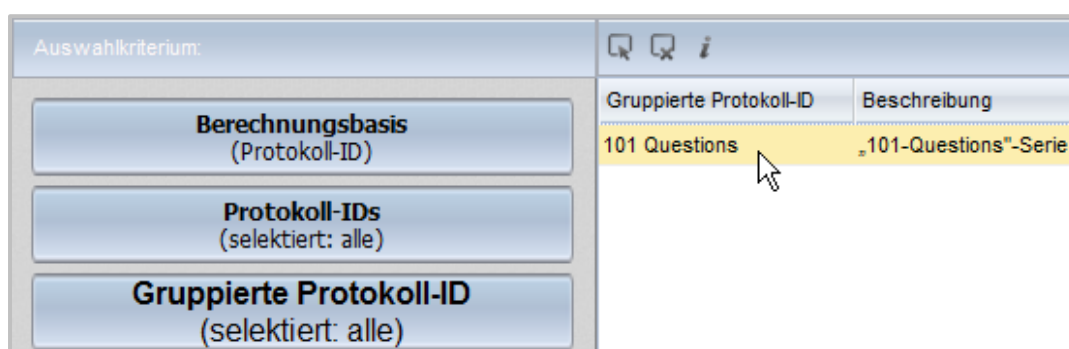 Auswahlkriterium:
Berechnungsbasis
(Protokoll-ID)
Protokoll-IDs
(selektiert: alle)
Gruppierte Protokoll-ID
(selektiert: alle)
i
Gruppierte Protokoll-ID Beschreibung
101 Questions „101-Questions"-Serie